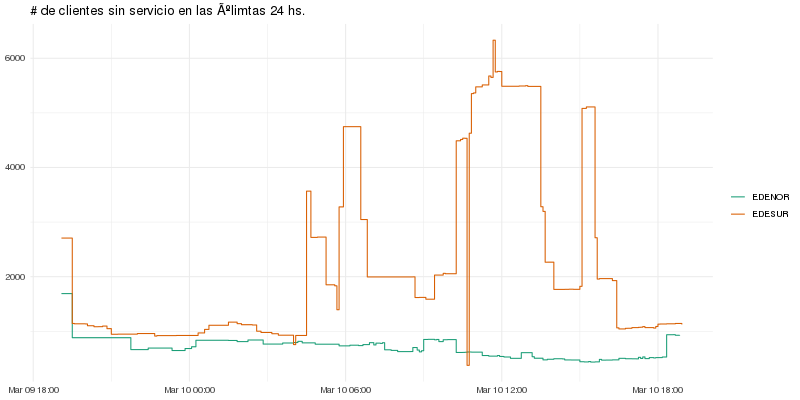 # de clientes sin servicio en las Ãºlimtas 24 hs.
6000
4000
2000
EDENOR
EDESUR
Mar 09 18:00
Mar 10 00:00
Mar 10 06:00
Mar 10 12:00
Mar 10 18:00